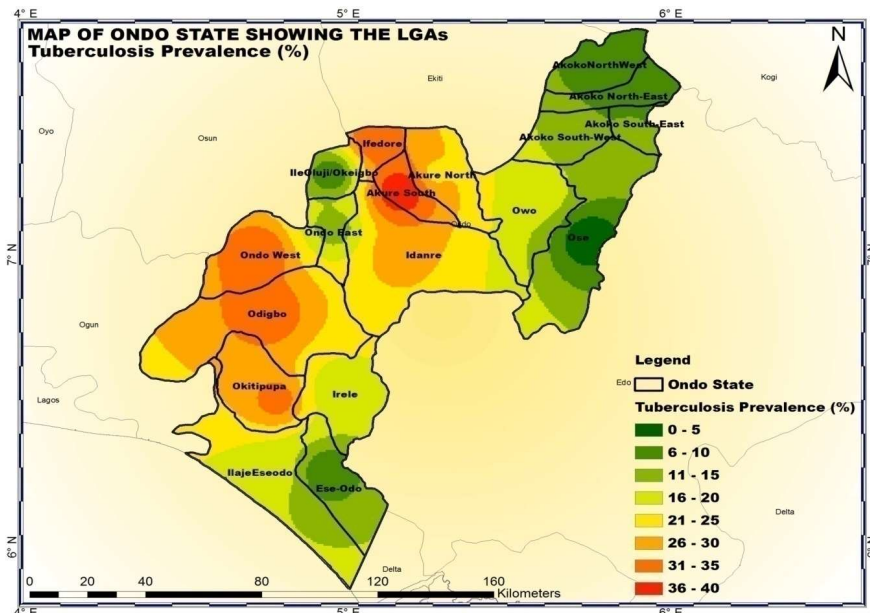 4° E
5° E
6° E
MAP OF ONDO STATE SHOWING THE LGAs
Tuberculosis Prevalence (%)
N
Ekiti
Kogi
Oyo
Osun
AkokoNorthWest
Akoko North-East
Akoko South-East
Akoko South-West
Ifedore
IleOluji/Okeigbo
Akure North
Akure South
Owo
Ondo
Ondo East
Ose
7° N
Ondo West
Idanre
Odigbo
Ogun
Okitipupa
Irele
Lagos
Edo
IlajeEseodo
Ese-Odo
Delta
Delta
6° N
Legend
Ondo State
Tuberculosis Prevalence (%)
0 - 5
6 - 10
11 - 15
16 - 20
21 - 25
26 - 30
31 - 35
36 - 40
0 10 20 40 80 120 160
Kilometers
4° E
5° E
6° E